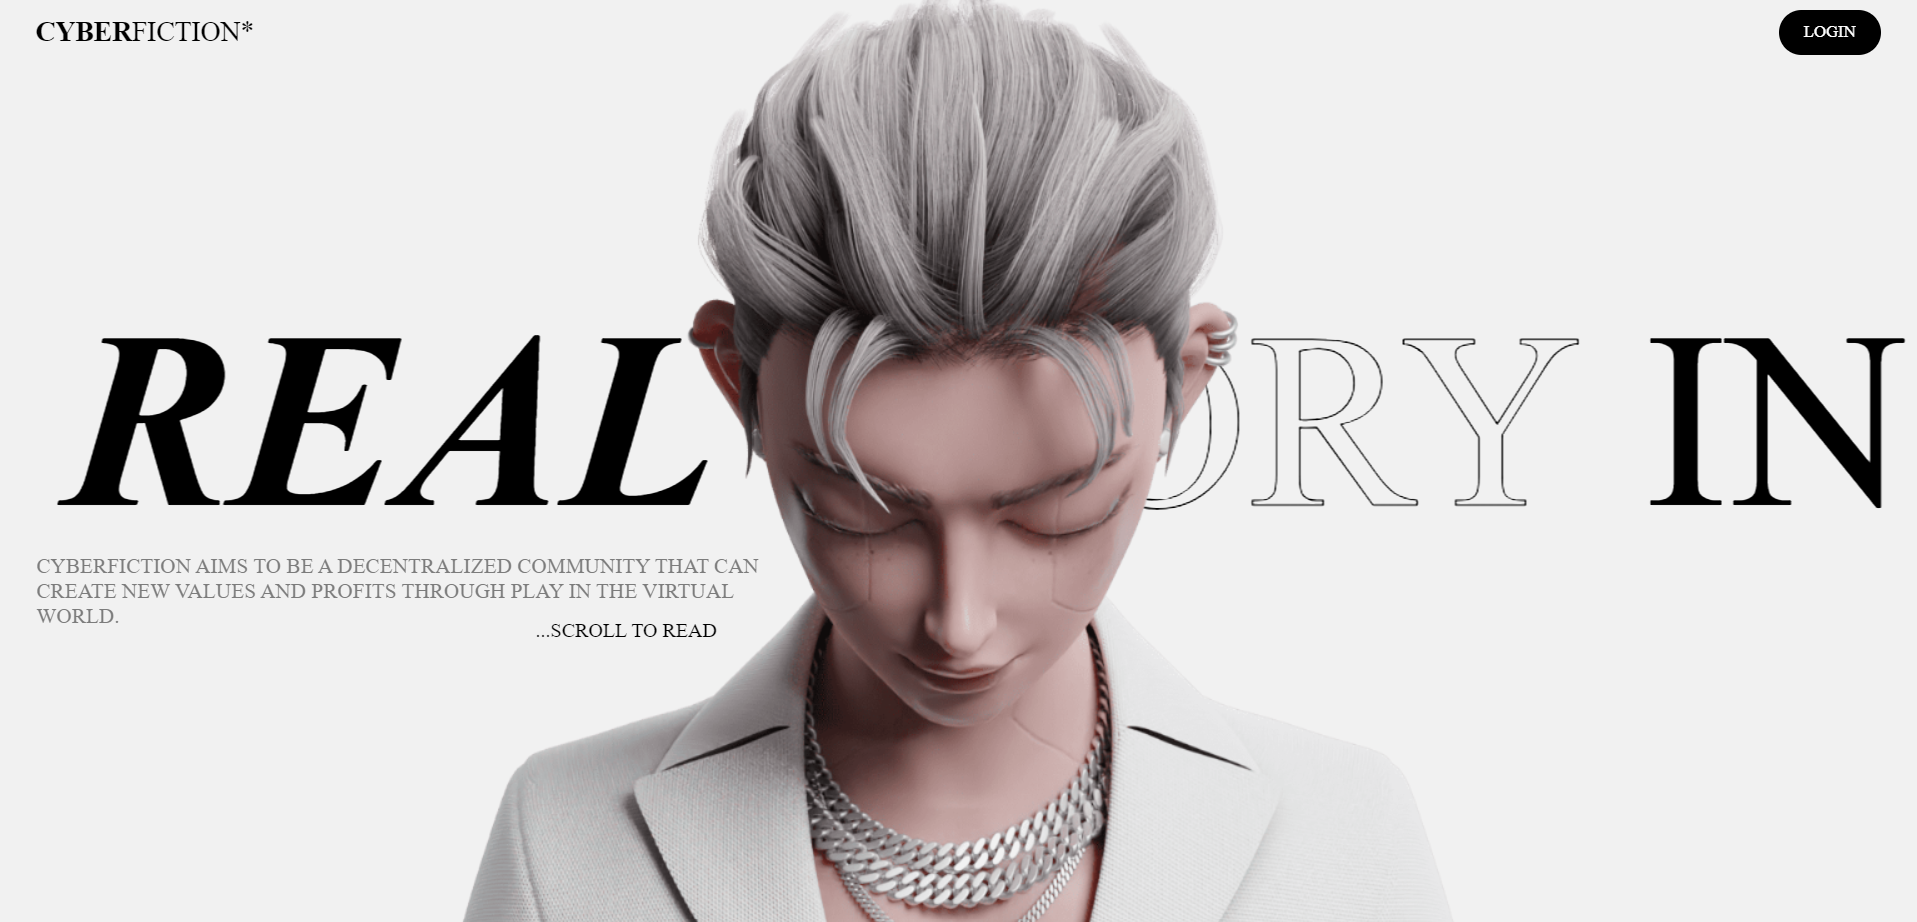 CYBERFICTION*
LOGIN
REAL ORY IN
CYBERFICTION AIMS TO BE A DECENTRALIZED COMMUNITY THAT CAN
CREATE NEW VALUES AND PROFITS THROUGH PLAY IN THE VIRTUAL
WORLD.
...SCROLL TO READ